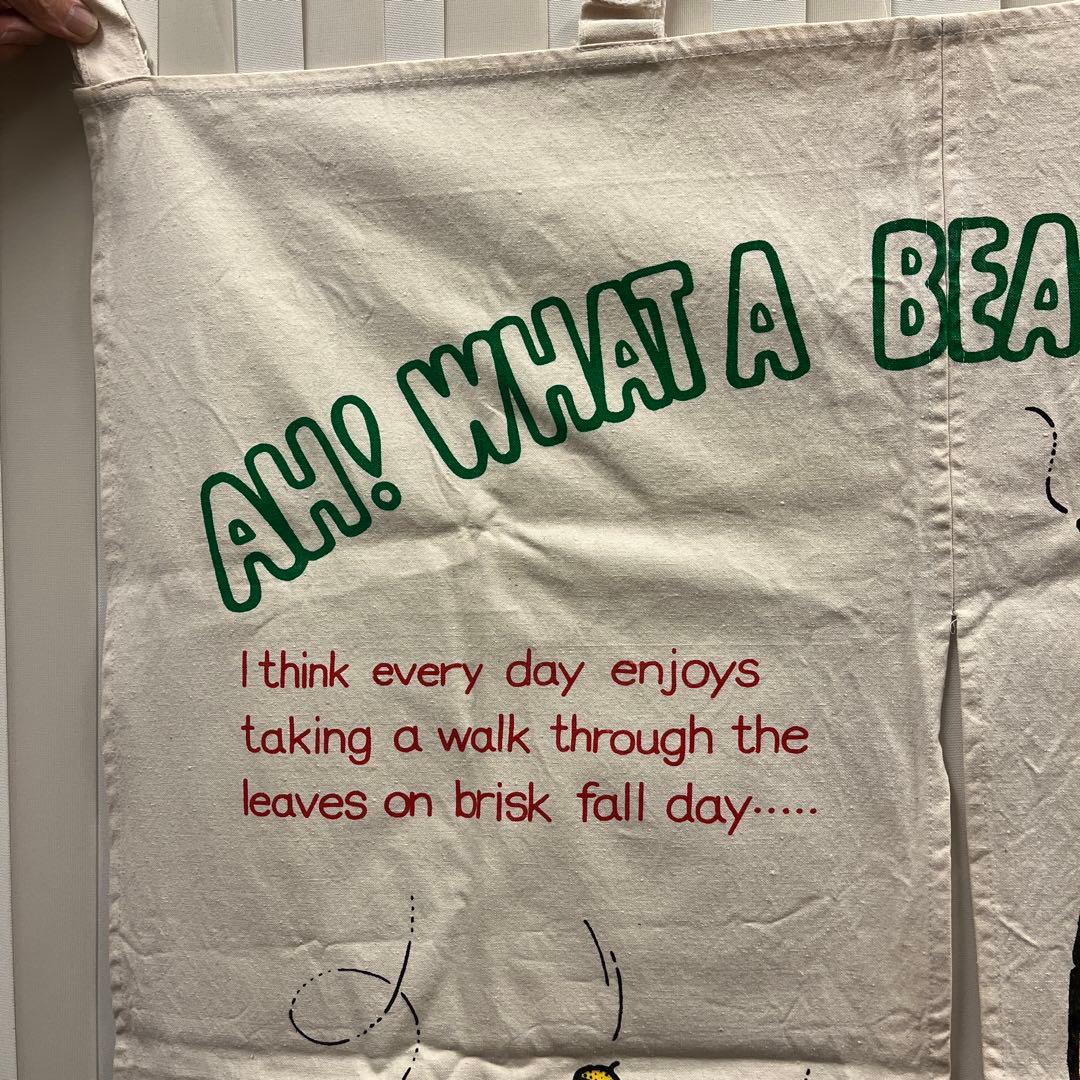 AH! WHAT A BEA
I think every day enjoys
taking a walk through the
leaves on brisk fall day·····